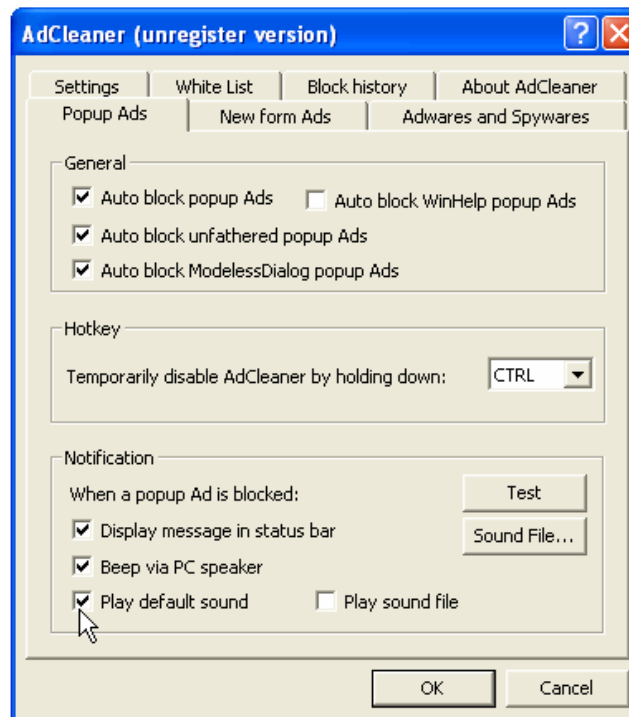 AdCleaner (unregister version)
Settings White List Block history About AdCleaner
Popup Ads New form Ads Adwares and Spywares
General
Auto block popup Ads Auto block WinHelp popup Ads
Auto block unfathered popup Ads
Auto block ModelessDialog popup Ads
Hotkey
Temporarily disable AdCleaner by holding down: CTRL
Notification
When a popup Ad is blocked: Test
Display message in status bar Sound File...
Beep via PC speaker
Play default sound Play sound file
OK Cancel